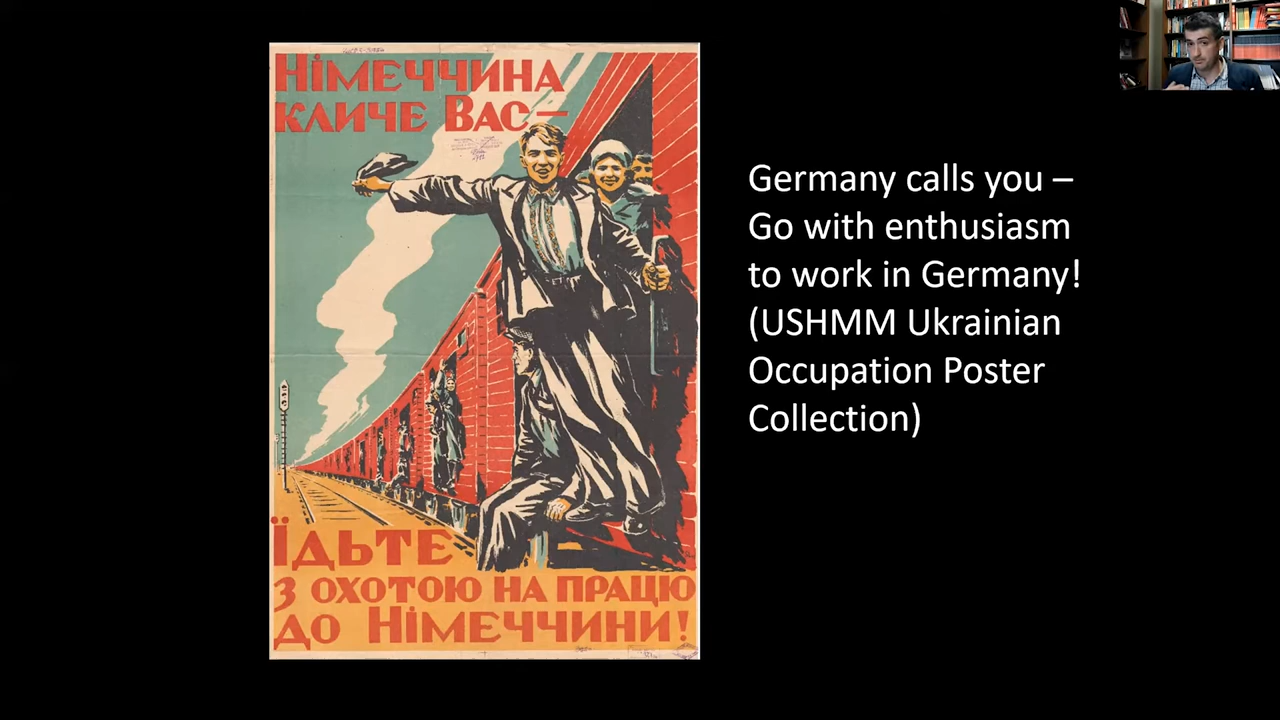 Німеччина
кличе Вас –
Їдьте
з охотою на працю
до Німеччини!
Germany calls you –
Go with enthusiasm
to work in Germany!
(USHMM Ukrainian
Occupation Poster
Collection)